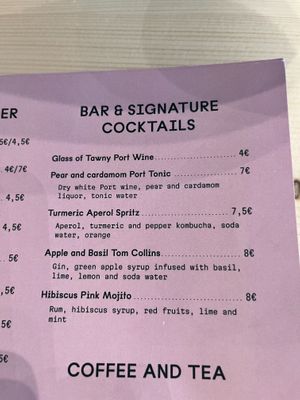 ER
BAR & SIGNATURE
COCKTAILS
5€/4,5€
Glass of Tawny Port Wine 4€
4€/7€
Pear and cardamom Port Tonic 7€
Dry white Port wine, pear and cardamom
liquor, tonic water
4,5€
Turmeric Aperol Spritz 7,5€
4,5€
Aperol, turmeric and pepper kombucha, soda
water, orange
5€
Apple and Basil Tom Collins 8€
Gin, green apple syrup infused with basil,
lime, lemon and soda water
,5€
Hibiscus Pink Mojito 8€
5€
Rum, hibiscus syrup, red fruits, lime and
mint
5€
COFFEE AND TEA